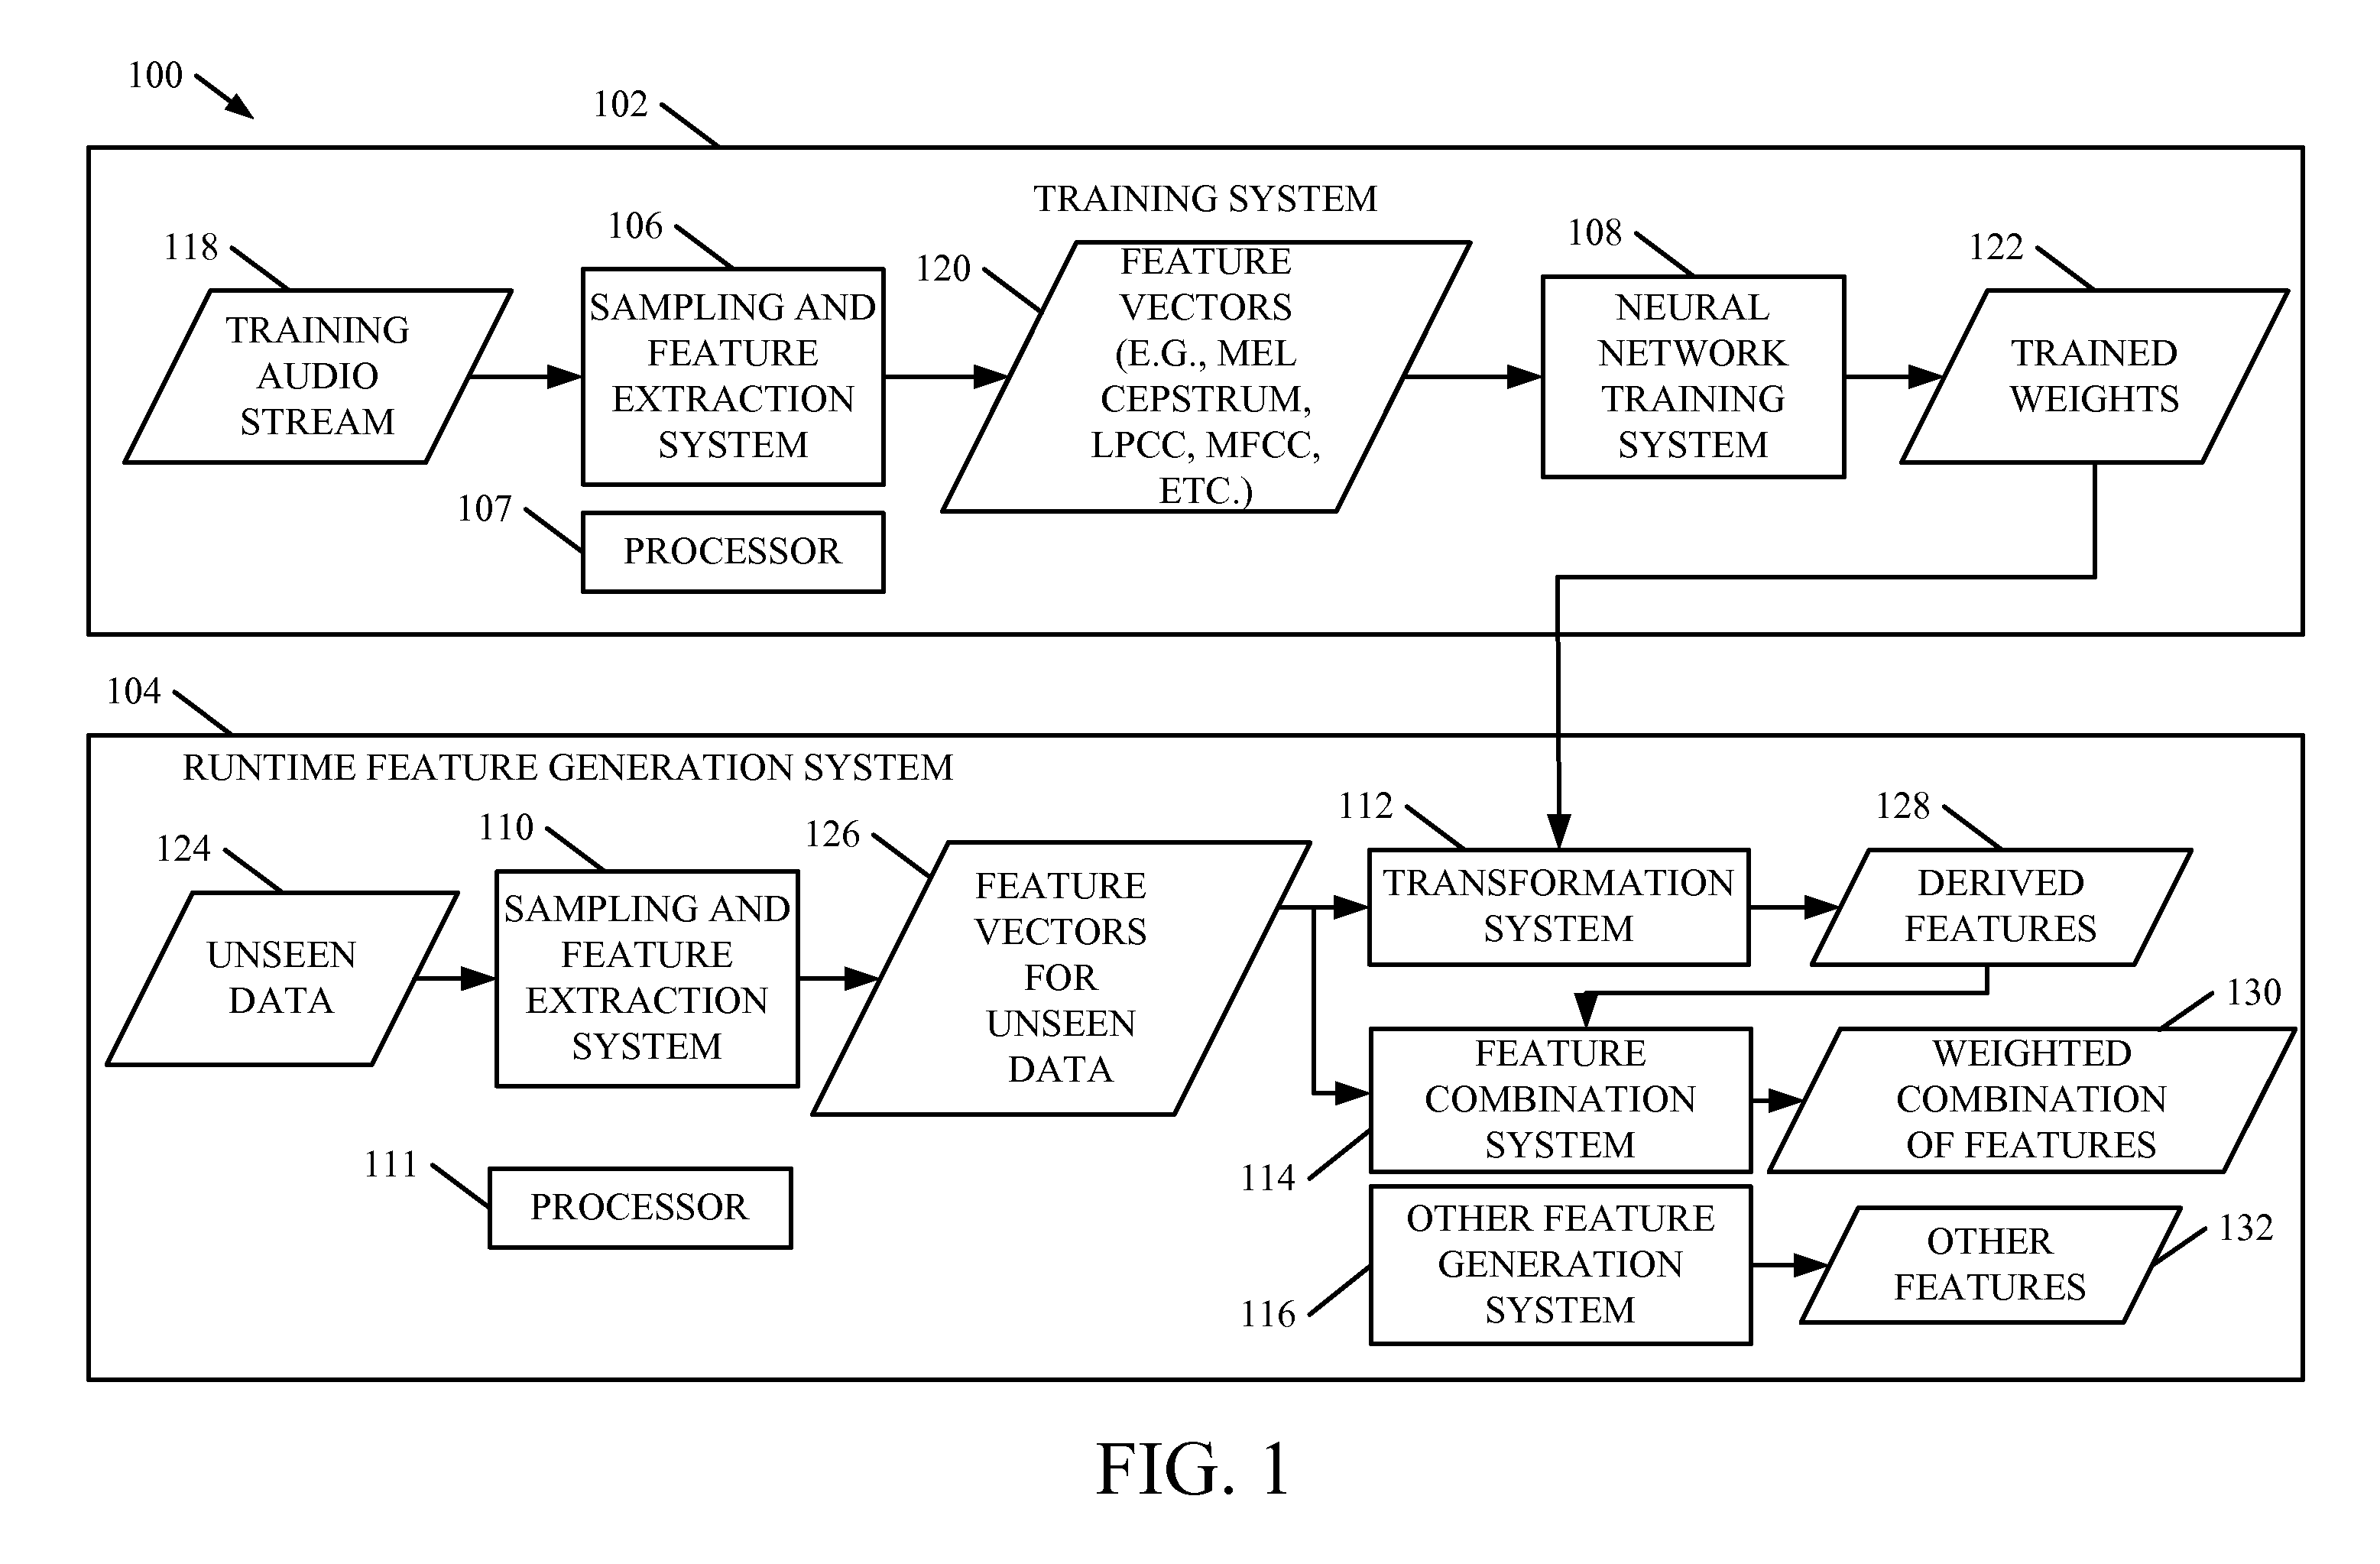 100
102
TRAINING SYSTEM
118
TRAINING
AUDIO
STREAM
106
SAMPLING AND
FEATURE
EXTRACTION
SYSTEM
107
PROCESSOR
120
FEATURE
VECTORS
(E.G., MEL
CEPSTRUM,
LPCC, MFCC,
ETC.)
108
NEURAL
NETWORK
TRAINING
SYSTEM
122
TRAINED
WEIGHTS
104
RUNTIME FEATURE GENERATION SYSTEM
124
UNSEEN
DATA
110
SAMPLING AND
FEATURE
EXTRACTION
SYSTEM
111
PROCESSOR
126
FEATURE
VECTORS
FOR
UNSEEN
DATA
112
TRANSFORMATION
SYSTEM
128
DERIVED
FEATURES
114
FEATURE
COMBINATION
SYSTEM
130
WEIGHTED
COMBINATION
OF FEATURES
116
OTHER FEATURE
GENERATION
SYSTEM
132
OTHER
FEATURES
FIG. 1